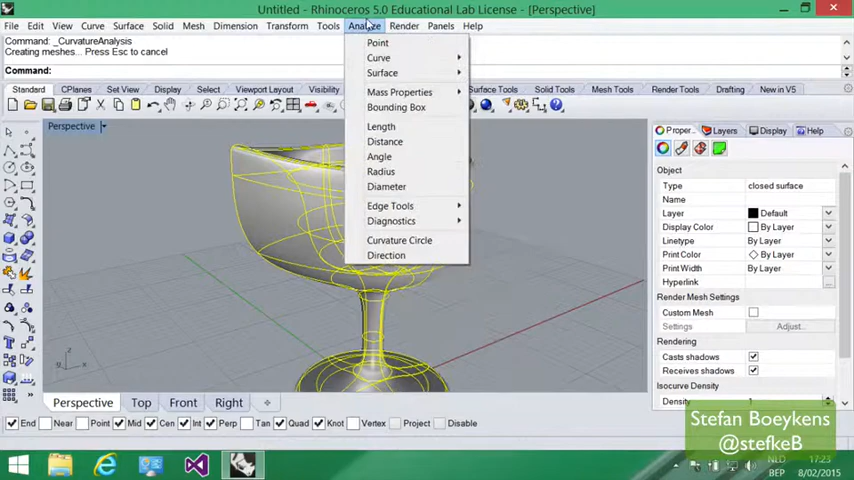 Untitled - Rhinoceros 5.0 Educational Lab License - [Perspective]
File Edit View Curve Surface Solid Mesh Dimension Transform Tools Analyze Render Panels Help
Command: _CurvatureAnalysis
Creating meshes... Press Esc to cancel
Command:
Standard CPlanes Set View Display Select Viewport Layout Visibility
Surface Tools Solid Tools Mesh Tools Render Tools Drafting New in V5
Point
Curve
Surface
Mass Properties
Bounding Box
Length
Distance
Angle
Radius
Diameter
Edge Tools
Diagnostics
Curvature Circle
Direction
Perspective
z
y
x
Proper... Layers Display Help
Object
Type closed surface
Name
Layer Default
Display Color By Layer
Linetype By Layer
Print Color By Layer
Print Width By Layer
Hyperlink ...
Render Mesh Settings
Custom Mesh
Settings Adjust...
Rendering
Casts shadows
Receives shadows
Isocurve Density
Density 1
Perspective Top Front Right
End Near Point Mid Cen Int Perp Tan Quad Knot Vertex Project Disable
Stefan Boeykens
@stefkeB
NLD
BEP
17:23
8/02/2015